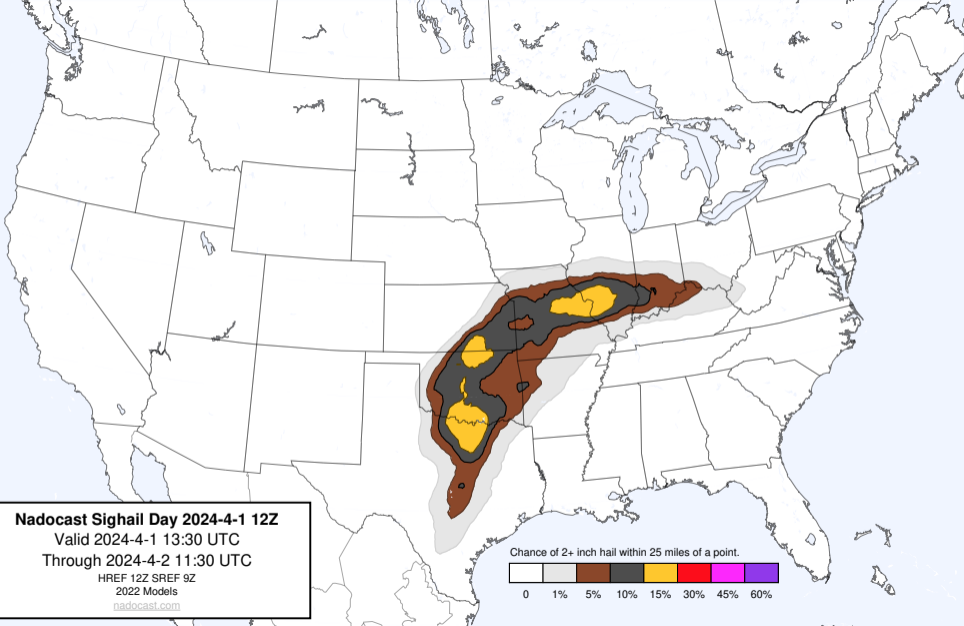 Nadocast Sighail Day 2024-4-1 12Z
Valid 2024-4-1 13:30 UTC
Through 2024-4-2 11:30 UTC
HREF 12Z SREF 9Z
2022 Models
nadocast.com
Chance of 2+ inch hail within 25 miles of a point.
0 1% 5% 10% 15% 30% 45% 60%